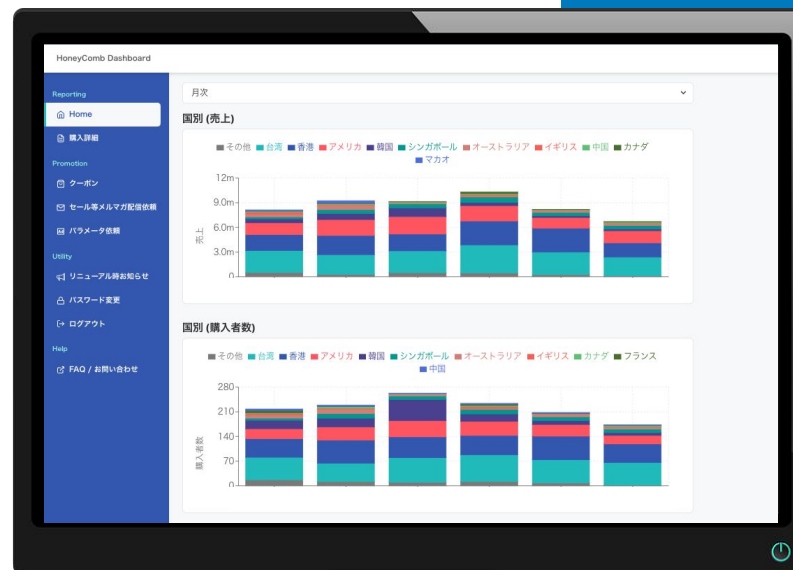 HoneyComb Dashboard
Reporting
Home
購入詳細
Promotion
クーポン
セール等メルマガ配信依頼
パラメータ依頼
Utility
リニューアル時お知らせ
パスワード変更
ログアウト
Help
FAQ / お問い合わせ
月次
国別 (売上)
その他 台湾 香港 アメリカ 韓国 シンガポール オーストラリア イギリス 中国 カナダ
マカオ
12m
9.0m
6.0m
3.0m
0
売上
国別 (購入者数)
その他 台湾 香港 アメリカ 韓国 シンガポール オーストラリア イギリス カナダ フランス
中国
280
210
140
70
0
購入者数